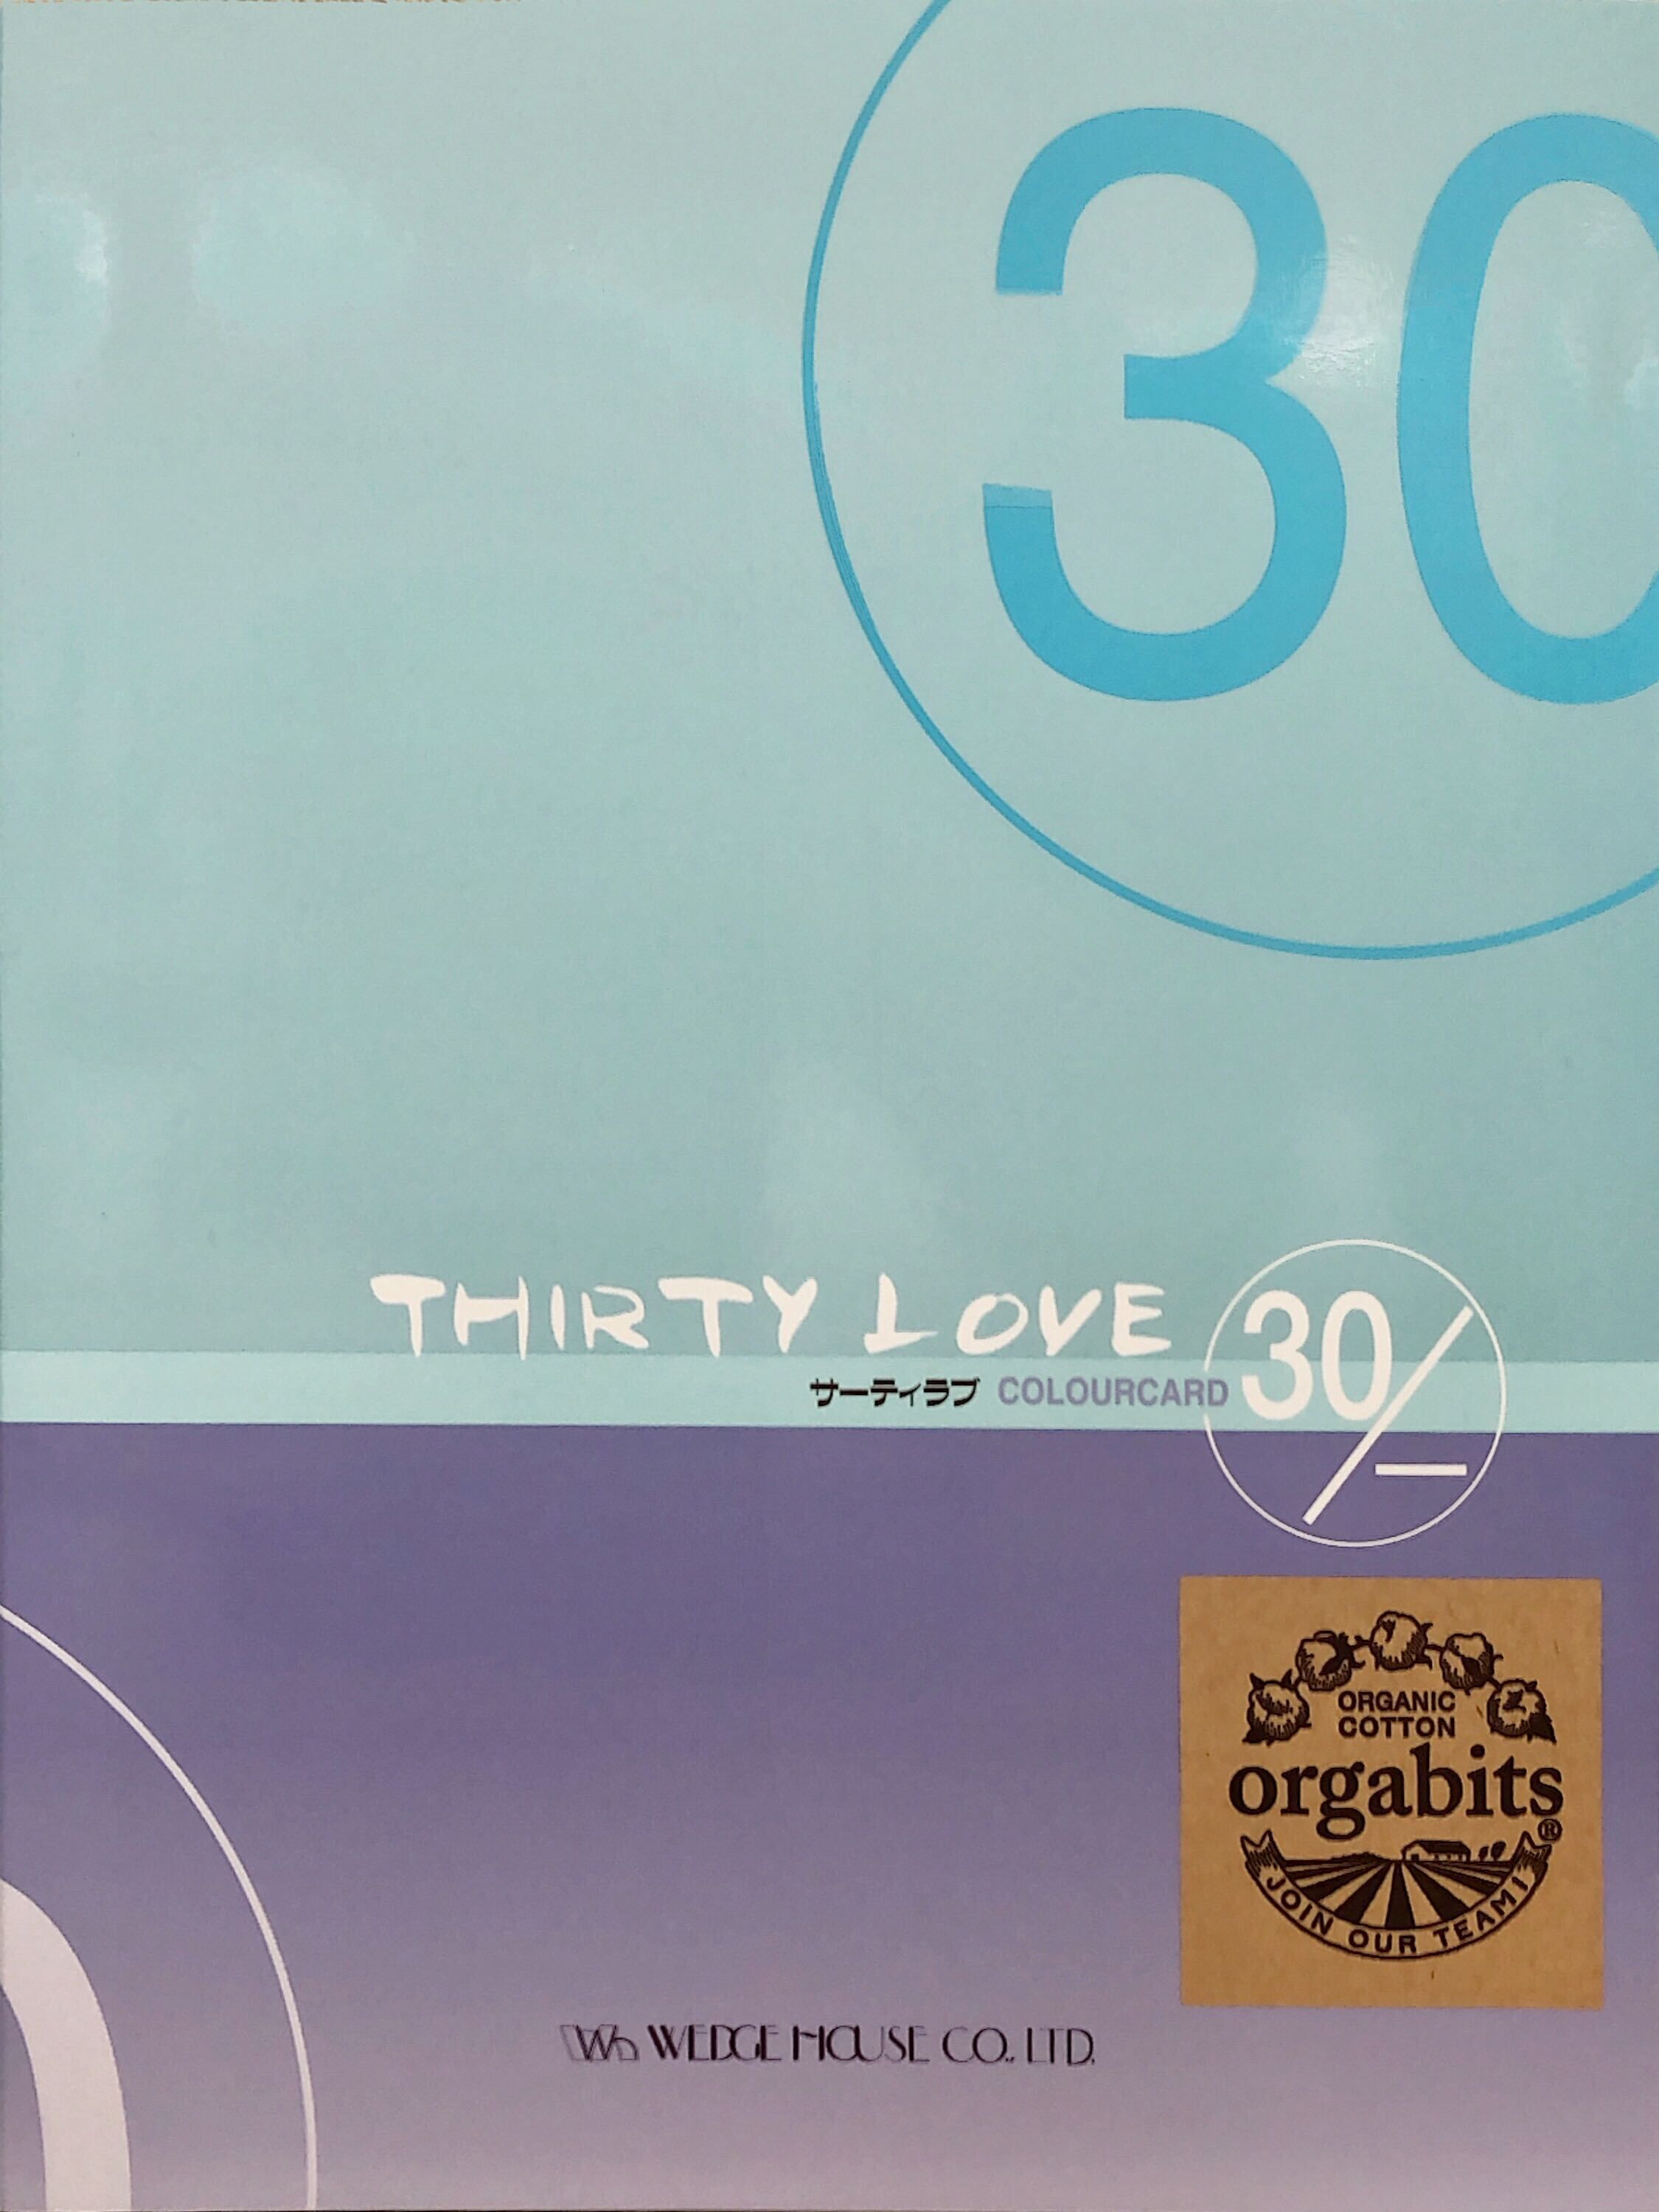 30
THIRTY LOVE
サーティラブ COLOURCARD
30/-
ORGANIC
COTTON
orgabits
®
JOIN OUR TEAM!
Wh WEDGE HOUSE CO., LTD.